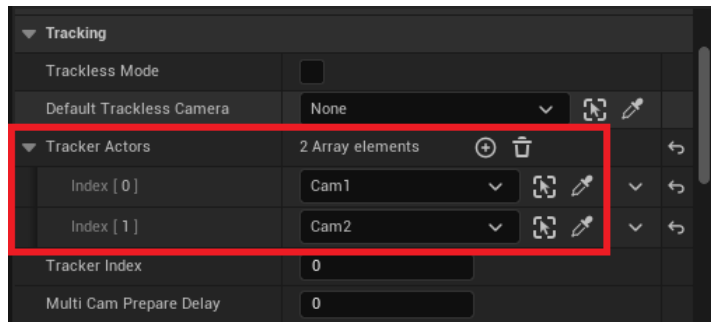 Tracking
Trackless Mode
Default Trackless Camera None
Tracker Actors 2 Array elements
Index [ 0 ] Cam1
Index [ 1 ] Cam2
Tracker Index 0
Multi Cam Prepare Delay 0